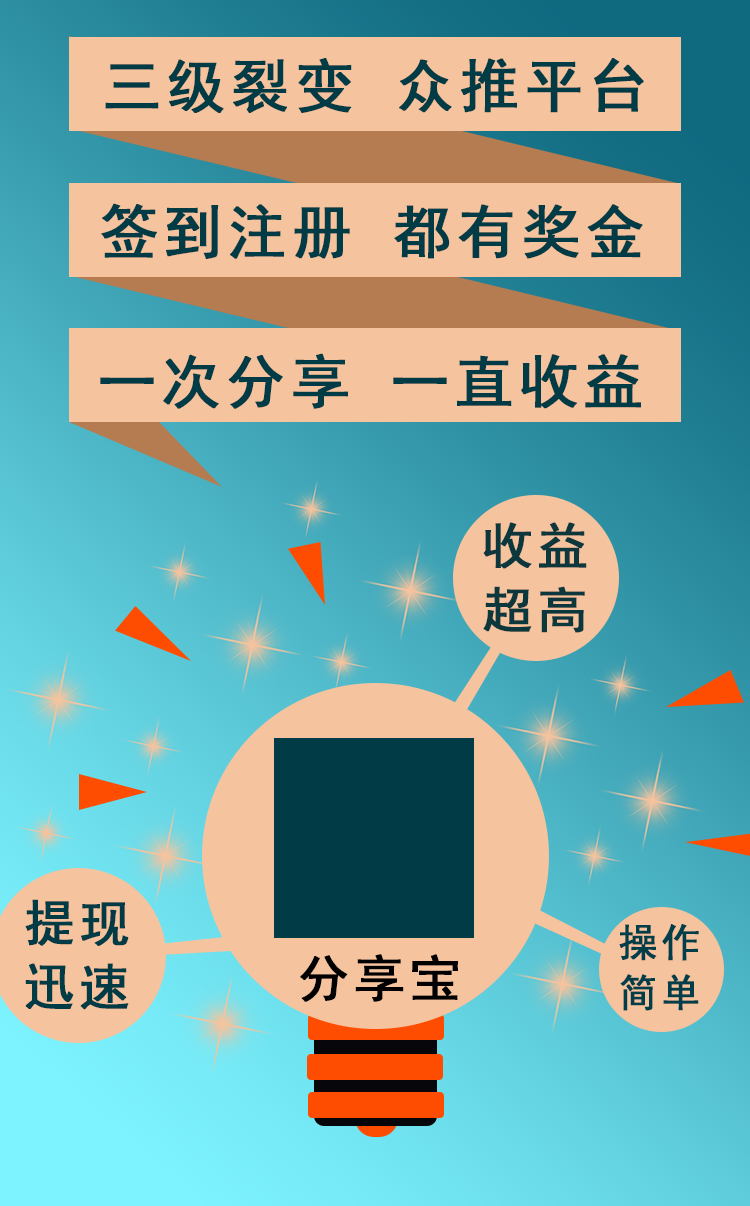 三级裂变 众推平台
签到注册 都有奖金
一次分享 一直收益
收益
超高
提现
迅速
分享宝
操作
简单